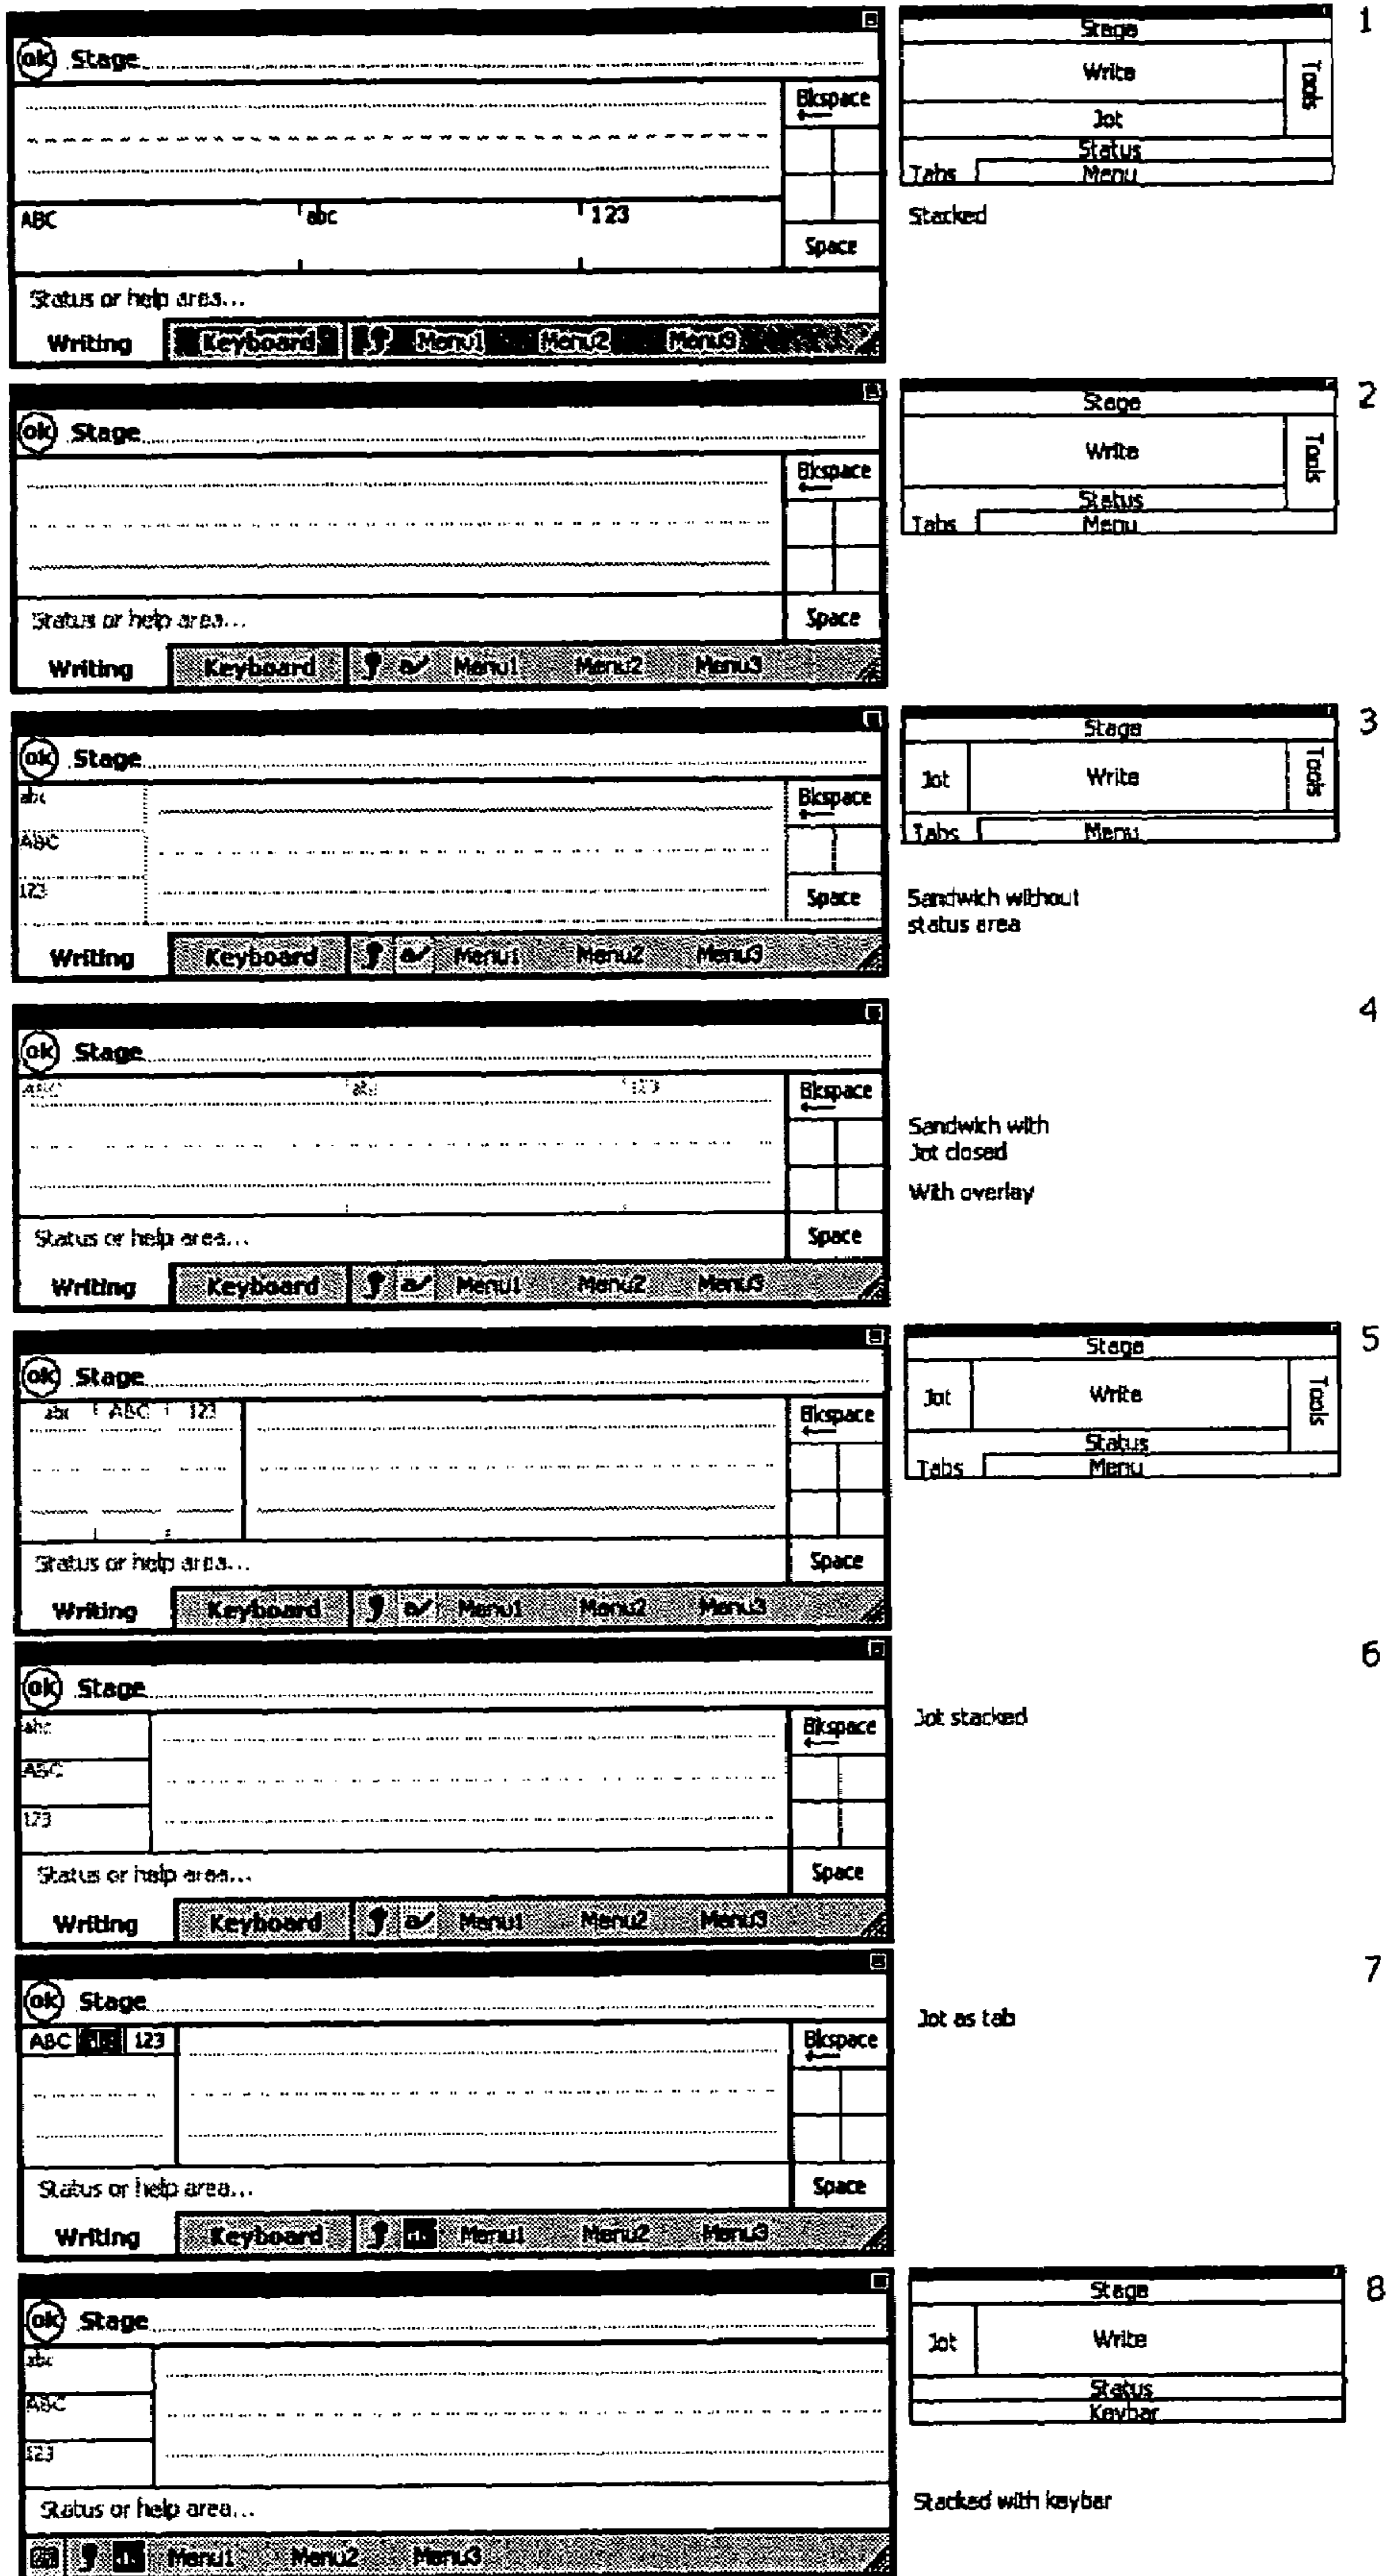 1
ok Stage
Bkspace
ABC abc 123
Space
Status or help area...
Writing Keyboard Menu1 Menu2 Menu3
Stage
Write Tools
Jot
Status
Tabs Menu
Stacked
2
ok Stage
Bkspace
Status or help area... Space
Writing Keyboard a Menu1 Menu2 Menu3
Stage
Write Tools
Status
Tabs Menu
3
ok Stage
abc Bkspace
ABC
123 Space
Writing Keyboard a Menu1 Menu2 Menu3
Stage
Jot Write Tools
Tabs Menu
Sandwich without
status area
4
ok Stage
ABC abc 123 Bkspace
Status or help area... Space
Writing Keyboard a Menu1 Menu2 Menu3
Sandwich with
Jot closed
With overlay
5
ok Stage
abc ABC 123 Bkspace
Status or help area... Space
Writing Keyboard a Menu1 Menu2 Menu3
Stage
Jot Write Tools
Status
Tabs Menu
6
ok Stage
abc Bkspace
ABC
123
Status or help area... Space
Writing Keyboard a Menu1 Menu2 Menu3
Jot stacked
7
ok Stage
ABC 123 Bkspace
Status or help area... Space
Writing Keyboard Menu1 Menu2 Menu3
Jot as tab
8
ok Stage
abc
ABC
123
Status or help area...
Menu1 Menu2 Menu3
Stage
Jot Write
Status
Keybar
Stacked with keybar